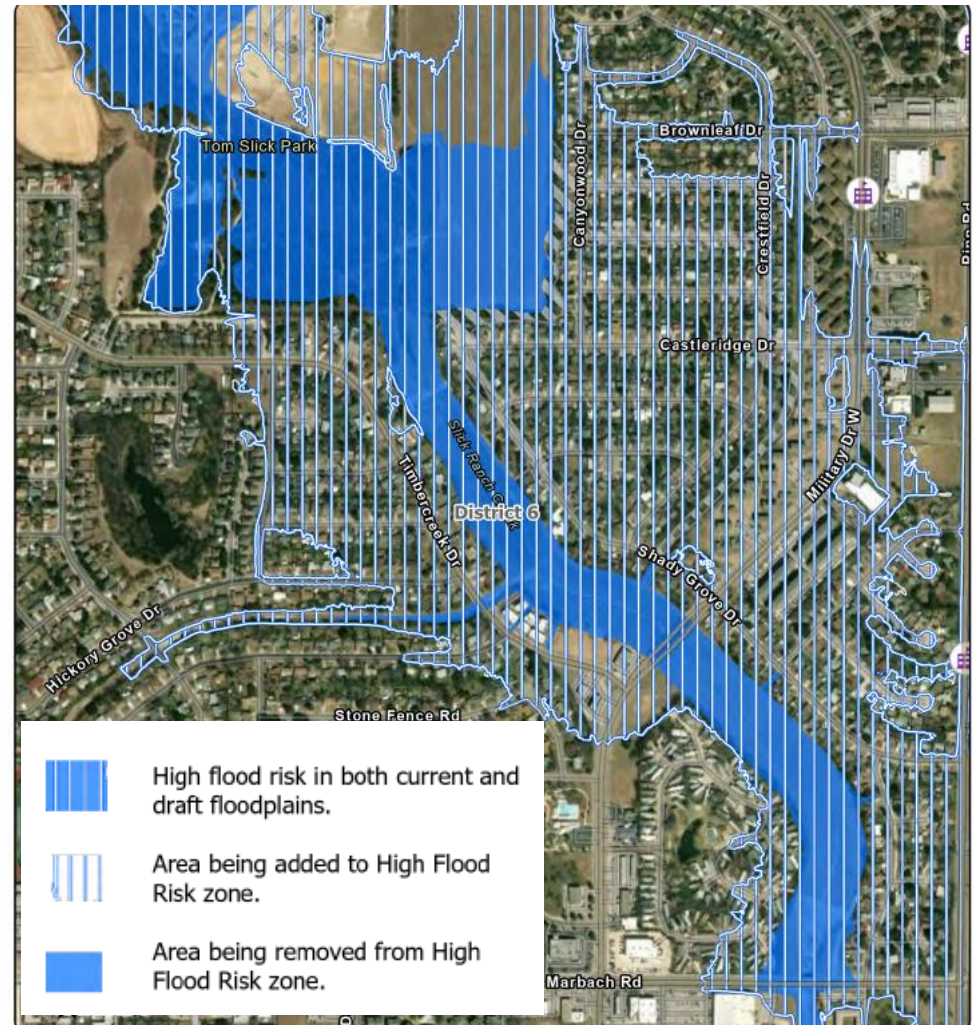 Brownleaf Dr
Tom Slick Park
Canyonwood Dr
Crestfield Dr
Castleridge Dr
Slick Ranch
Military Dr W
Timbercreek Dr
District 6
Shady Grove Dr
Hickory Grove Dr
Stone Fence Rd
High flood risk in both current and
draft floodplains.
Area being added to High Flood
Risk zone.
Area being removed from High
Flood Risk zone.
Marbach Rd